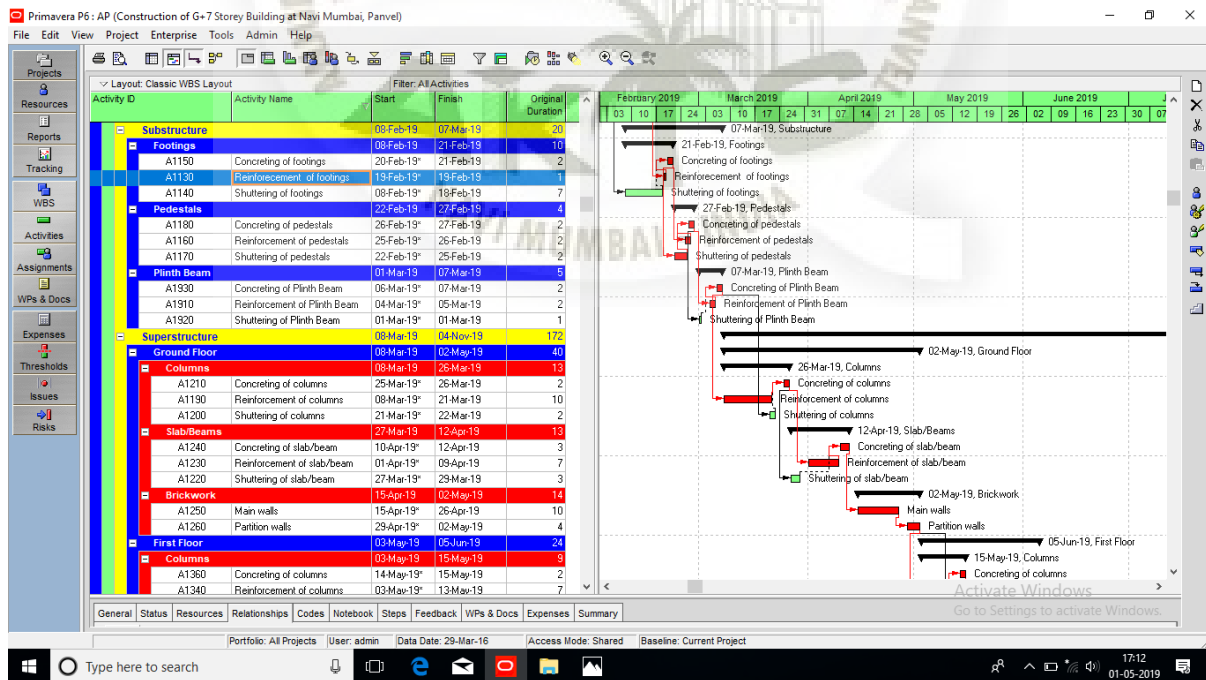 Primavera P6 : AP (Construction of G+7 Storey Building at Navi Mumbai, Panvel)
File Edit View Project Enterprise Tools Admin Help
Projects
Resources
Reports
Tracking
WBS
Activities
Assignments
WPs & Docs
Expenses
Thresholds
Issues
Risks
Layout: Classic WBS Layout Filter: All Activities
Activity ID Activity Name Start Finish Original Duration
Substructure 08-Feb-19 07-Mar-19 20
Footings 08-Feb-19 21-Feb-19 10
A1150 Concreting of footings 20-Feb-19* 21-Feb-19 2
A1130 Reinforecement of footings 19-Feb-19* 19-Feb-19 1
A1140 Shuttering of footings 08-Feb-19* 18-Feb-19 7
Pedestals 22-Feb-19 27-Feb-19 4
A1180 Concreting of pedestals 26-Feb-19* 27-Feb-19 2
A1160 Reinforcement of pedestals 25-Feb-19* 26-Feb-19 2
A1170 Shuttering of pedestals 22-Feb-19* 25-Feb-19 2
Plinth Beam 01-Mar-19 07-Mar-19 5
A1930 Concreting of Plinth Beam 06-Mar-19* 07-Mar-19 2
A1910 Reinforcement of Plinth Beam 04-Mar-19* 05-Mar-19 2
A1920 Shuttering of Plinth Beam 01-Mar-19* 01-Mar-19 1
Superstructure 08-Mar-19 04-Nov-19 172
Ground Floor 08-Mar-19 02-May-19 40
Columns 08-Mar-19 26-Mar-19 13
A1210 Concreting of columns 25-Mar-19* 26-Mar-19 2
A1190 Reinforcement of columns 08-Mar-19* 21-Mar-19 10
A1200 Shuttering of columns 21-Mar-19* 22-Mar-19 2
Slab/Beams 27-Mar-19 12-Apr-19 13
A1240 Concreting of slab/beam 10-Apr-19* 12-Apr-19 3
A1230 Reinforcement of slab/beam 01-Apr-19* 09-Apr-19 7
A1220 Shuttering of slab/beam 27-Mar-19* 29-Mar-19 3
Brickwork 15-Apr-19 02-May-19 14
A1250 Main walls 15-Apr-19* 26-Apr-19 10
A1260 Partition walls 29-Apr-19* 02-May-19 4
First Floor 03-May-19 05-Jun-19 24
Columns 03-May-19 15-May-19 9
A1360 Concreting of columns 14-May-19* 15-May-19 2
A1340 Reinforcement of columns 03-May-19* 13-May-19 7
February 2019 March 2019 April 2019 May 2019 June 2019 J
03 10 17 24 03 10 17 24 31 07 14 21 28 05 12 19 26 02 09 16 23 30 07
07-Mar-19, Substructure
21-Feb-19, Footings
Concreting of footings
Reinforecement of footings
Shuttering of footings
27-Feb-19, Pedestals
Concreting of pedestals
Reinforcement of pedestals
Shuttering of pedestals
07-Mar-19, Plinth Beam
Concreting of Plinth Beam
Reinforcement of Plinth Beam
Shuttering of Plinth Beam
02-May-19, Ground Floor
26-Mar-19, Columns
Concreting of columns
Reinforcement of columns
Shuttering of columns
12-Apr-19, Slab/Beams
Concreting of slab/beam
Reinforcement of slab/beam
Shuttering of slab/beam
02-May-19, Brickwork
Main walls
Partition walls
05-Jun-19, First Floor
15-May-19, Columns
Concreting of columns
NAVI MUMBAI INDIA
Activate Windows
Go to Settings to activate Windows.
General Status Resources Relationships Codes Notebook Steps Feedback WPs & Docs Expenses Summary
Portfolio: All Projects User: admin Data Date: 29-Mar-16 Access Mode: Shared Baseline: Current Project
Type here to search
17:12
01-05-2019